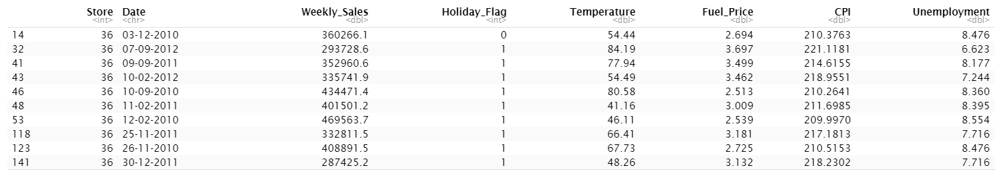 Store Date Weekly_Sales Holiday_Flag Temperature Fuel_Price CPI Unemployment
<int> <chr> <dbl> <int> <dbl> <dbl> <dbl> <dbl>
14 36 03-12-2010 360266.1 0 54.44 2.694 210.3763 8.476
32 36 07-09-2012 293728.6 1 84.19 3.697 221.1181 6.623
41 36 09-09-2011 352960.6 1 77.94 3.499 214.6155 8.177
43 36 10-02-2012 335741.9 1 54.49 3.462 218.9551 7.244
46 36 10-09-2010 434471.4 1 80.58 2.513 210.2641 8.360
48 36 11-02-2011 401501.2 1 41.16 3.009 211.6985 8.395
53 36 12-02-2010 469563.7 1 46.11 2.539 209.9970 8.554
118 36 25-11-2011 332811.5 1 66.41 3.181 217.1813 7.716
123 36 26-11-2010 408891.5 1 67.73 2.725 210.5153 8.476
141 36 30-12-2011 287425.2 1 48.26 3.132 218.2302 7.716